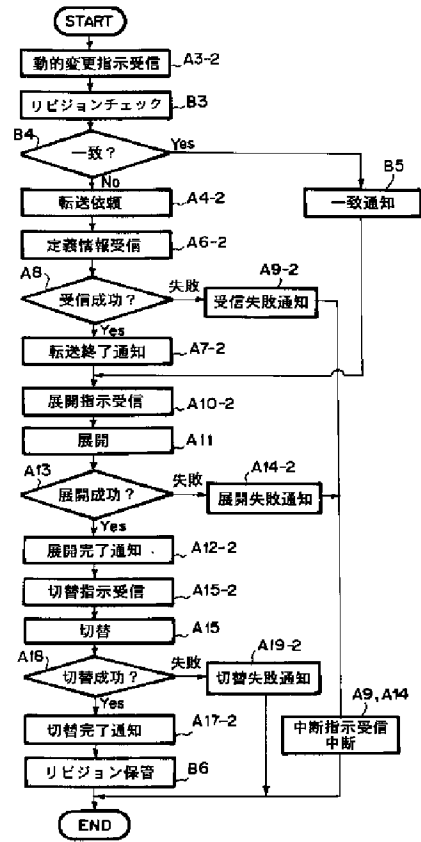 START
動的変更指示受信 A3-2
リビジョンチェック B3
B4 一致? Yes
No
B5
一致通知
転送依頼 A4-2
定義情報受信 A6-2
A8 受信成功? 失敗
A9-2
受信失敗通知
Yes
転送終了通知 A7-2
展開指示受信 A10-2
展開 A11
A13 展開成功? 失敗
A14-2
展開失敗通知
Yes
展開完了通知 A12-2
切替指示受信 A15-2
切替 A15
A18 切替成功? 失敗
A19-2
切替失敗通知
Yes
A9, A14
中断指示受信
中断
切替完了通知 A17-2
リビジョン保管 B6
END